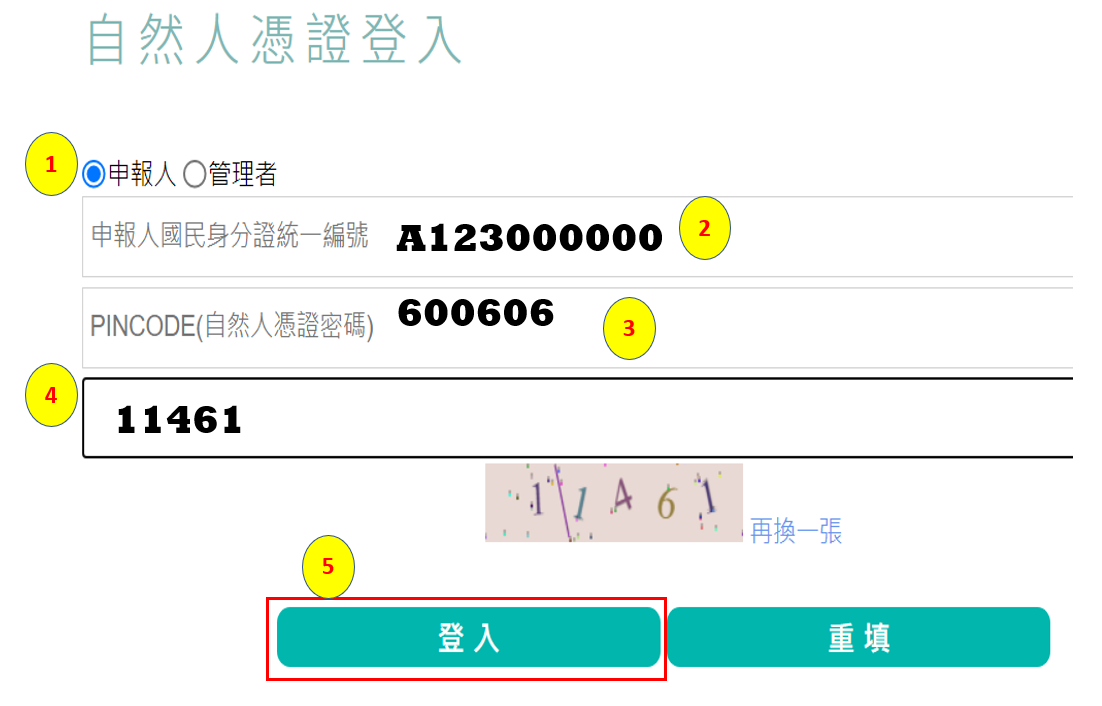 自然人憑證登入
1
申報人 管理者
申報人國民身分證統一編號 A123000000 2
PINCODE(自然人憑證密碼) 600606 3
4
11461
11461
再換一張
5
登入 重填